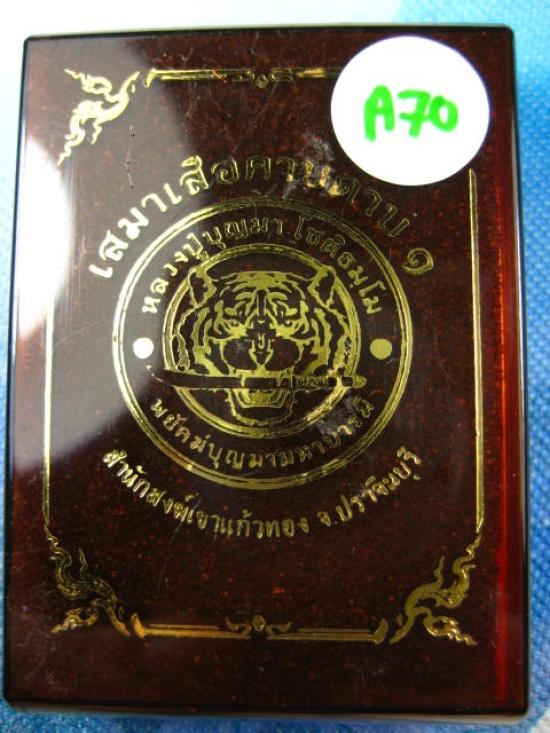 A70
เสมาเสือคาบดาบ ๑
หลวงปู่บุญมา โชติธมฺโม
พยัคฆ์บุญมามหาบารมี
สำนักสงฆ์เขาแก้วทอง จ.ปราจีนบุรี